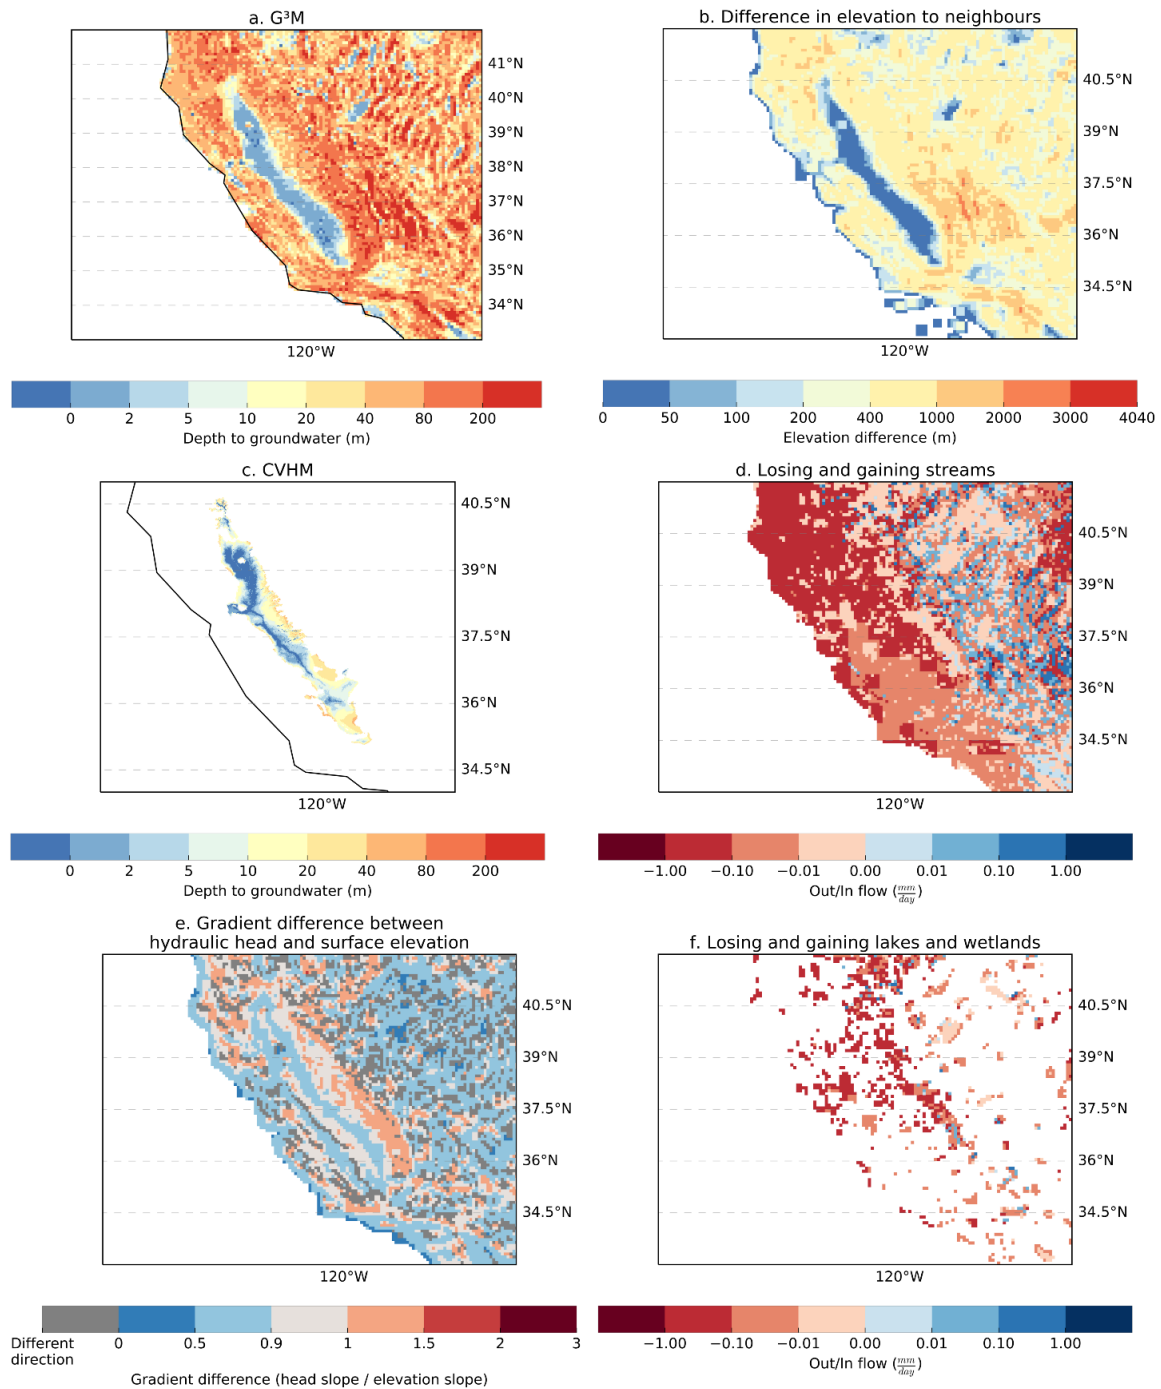 a. G³M
41°N
40°N
39°N
38°N
37°N
36°N
35°N
34°N
120°W
0 2 5 10 20 40 80 200
Depth to groundwater (m)
b. Difference in elevation to neighbours
40.5°N
39°N
37.5°N
36°N
34.5°N
120°W
0 50 100 200 400 1000 2000 3000 4040
Elevation difference (m)
c. CVHM
40.5°N
39°N
37.5°N
36°N
34.5°N
120°W
0 2 5 10 20 40 80 200
Depth to groundwater (m)
d. Losing and gaining streams
40.5°N
39°N
37.5°N
36°N
34.5°N
120°W
−1.00 −0.10 −0.01 0.00 0.01 0.10 1.00
Out/In flow (mm/day)
e. Gradient difference between
hydraulic head and surface elevation
40.5°N
39°N
37.5°N
36°N
34.5°N
120°W
Different
direction
0 0.5 0.9 1 1.5 2 3
Gradient difference (head slope / elevation slope)
f. Losing and gaining lakes and wetlands
40.5°N
39°N
37.5°N
36°N
34.5°N
120°W
−1.00 −0.10 −0.01 0.00 0.01 0.10 1.00
Out/In flow (mm/day)